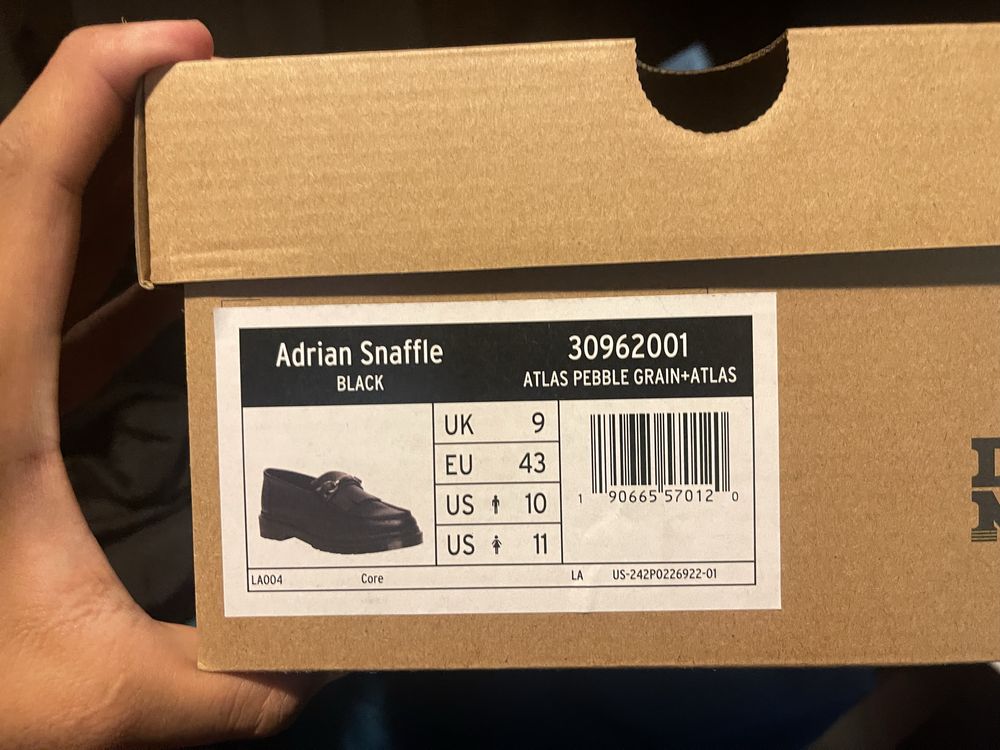 Adrian Snaffle
BLACK
30962001
ATLAS PEBBLE GRAIN+ATLAS
UK 9
EU 43
US 10
US 11
1 90665 57012 0
LA004 Core LA US-242P0226922-01